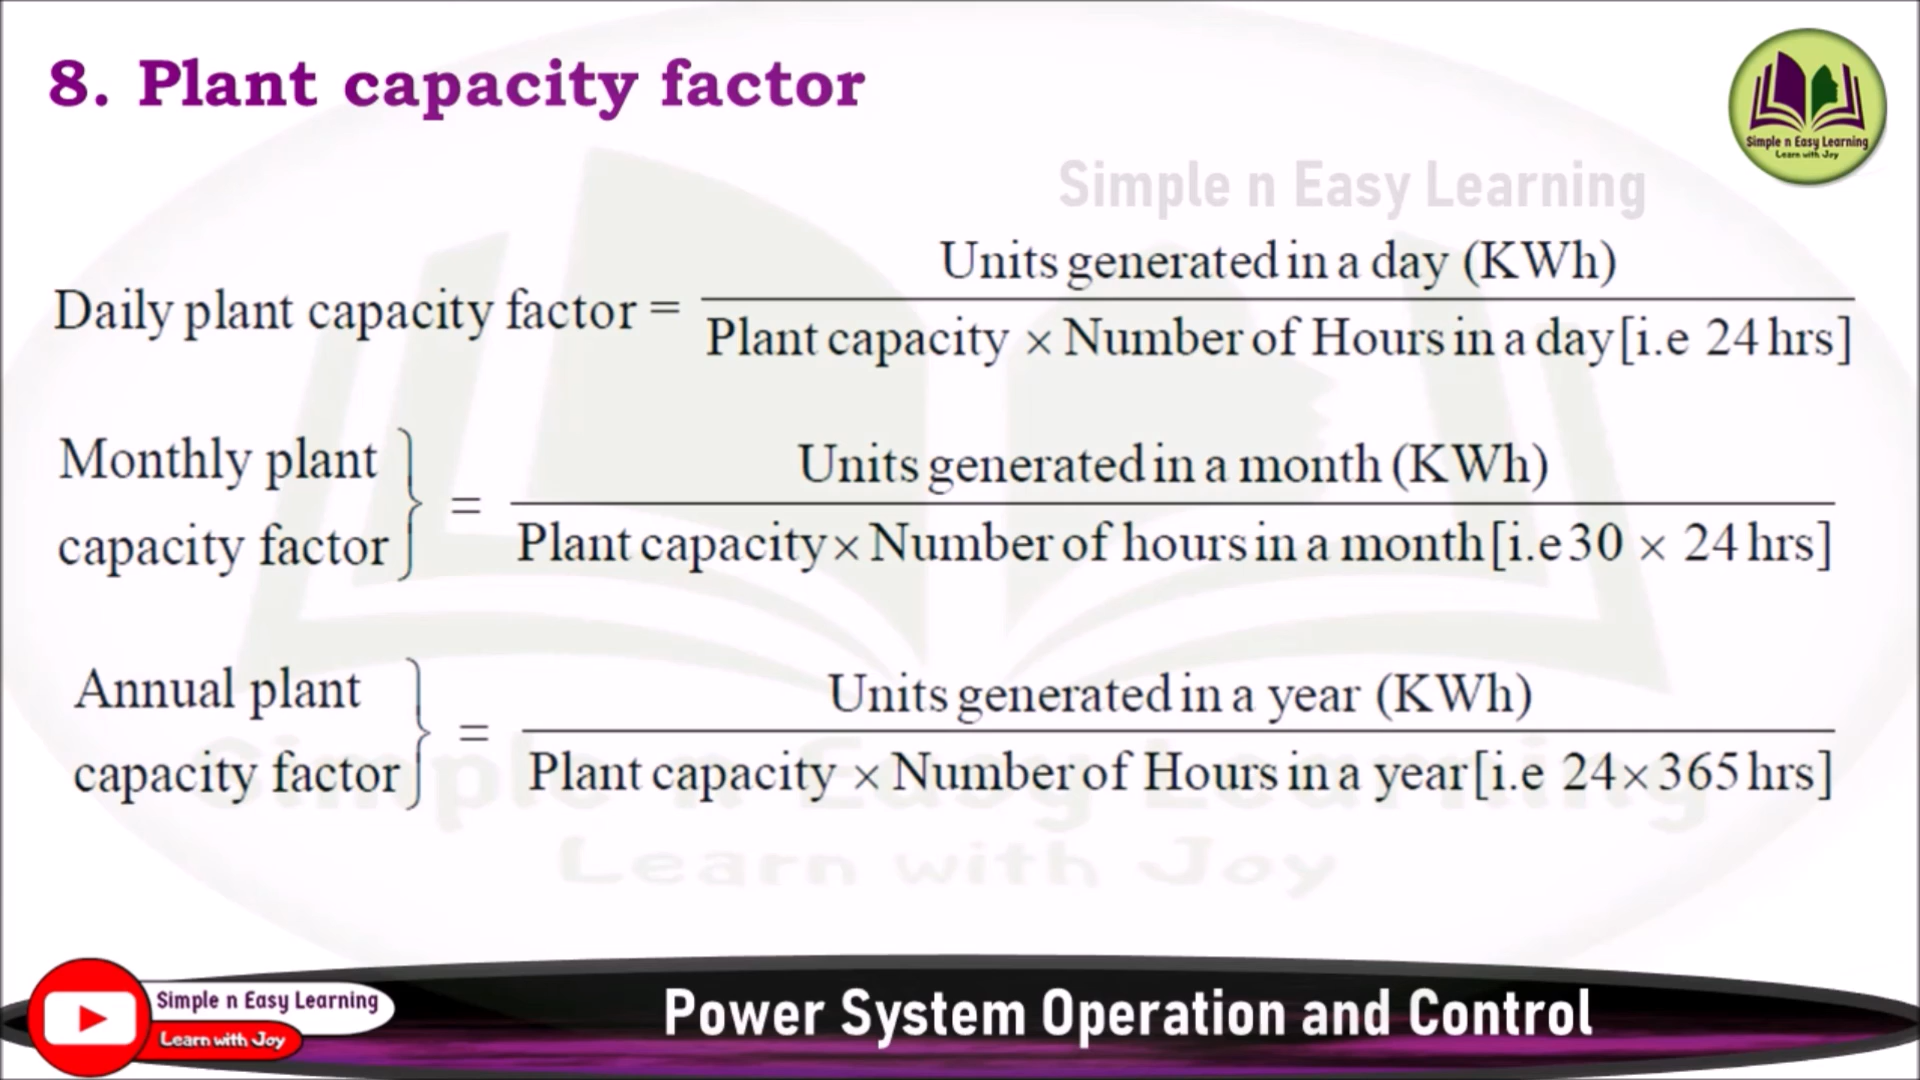 8. Plant capacity factor
Simple n Easy Learning
Learn with Joy
Simple n Easy Learning
Daily plant capacity factor = Units generated in a day (KWh)
Plant capacity × Number of Hours in a day [i.e 24 hrs]
Monthly plant
capacity factor } = Units generated in a month (KWh)
Plant capacity × Number of hours in a month [i.e 30 × 24 hrs]
Annual plant
capacity factor } = Units generated in a year (KWh)
Plant capacity × Number of Hours in a year [i.e 24×365 hrs]
Simple n Easy Learning
Learn with Joy
Simple n Easy Learning
Learn with Joy
Power System Operation and Control